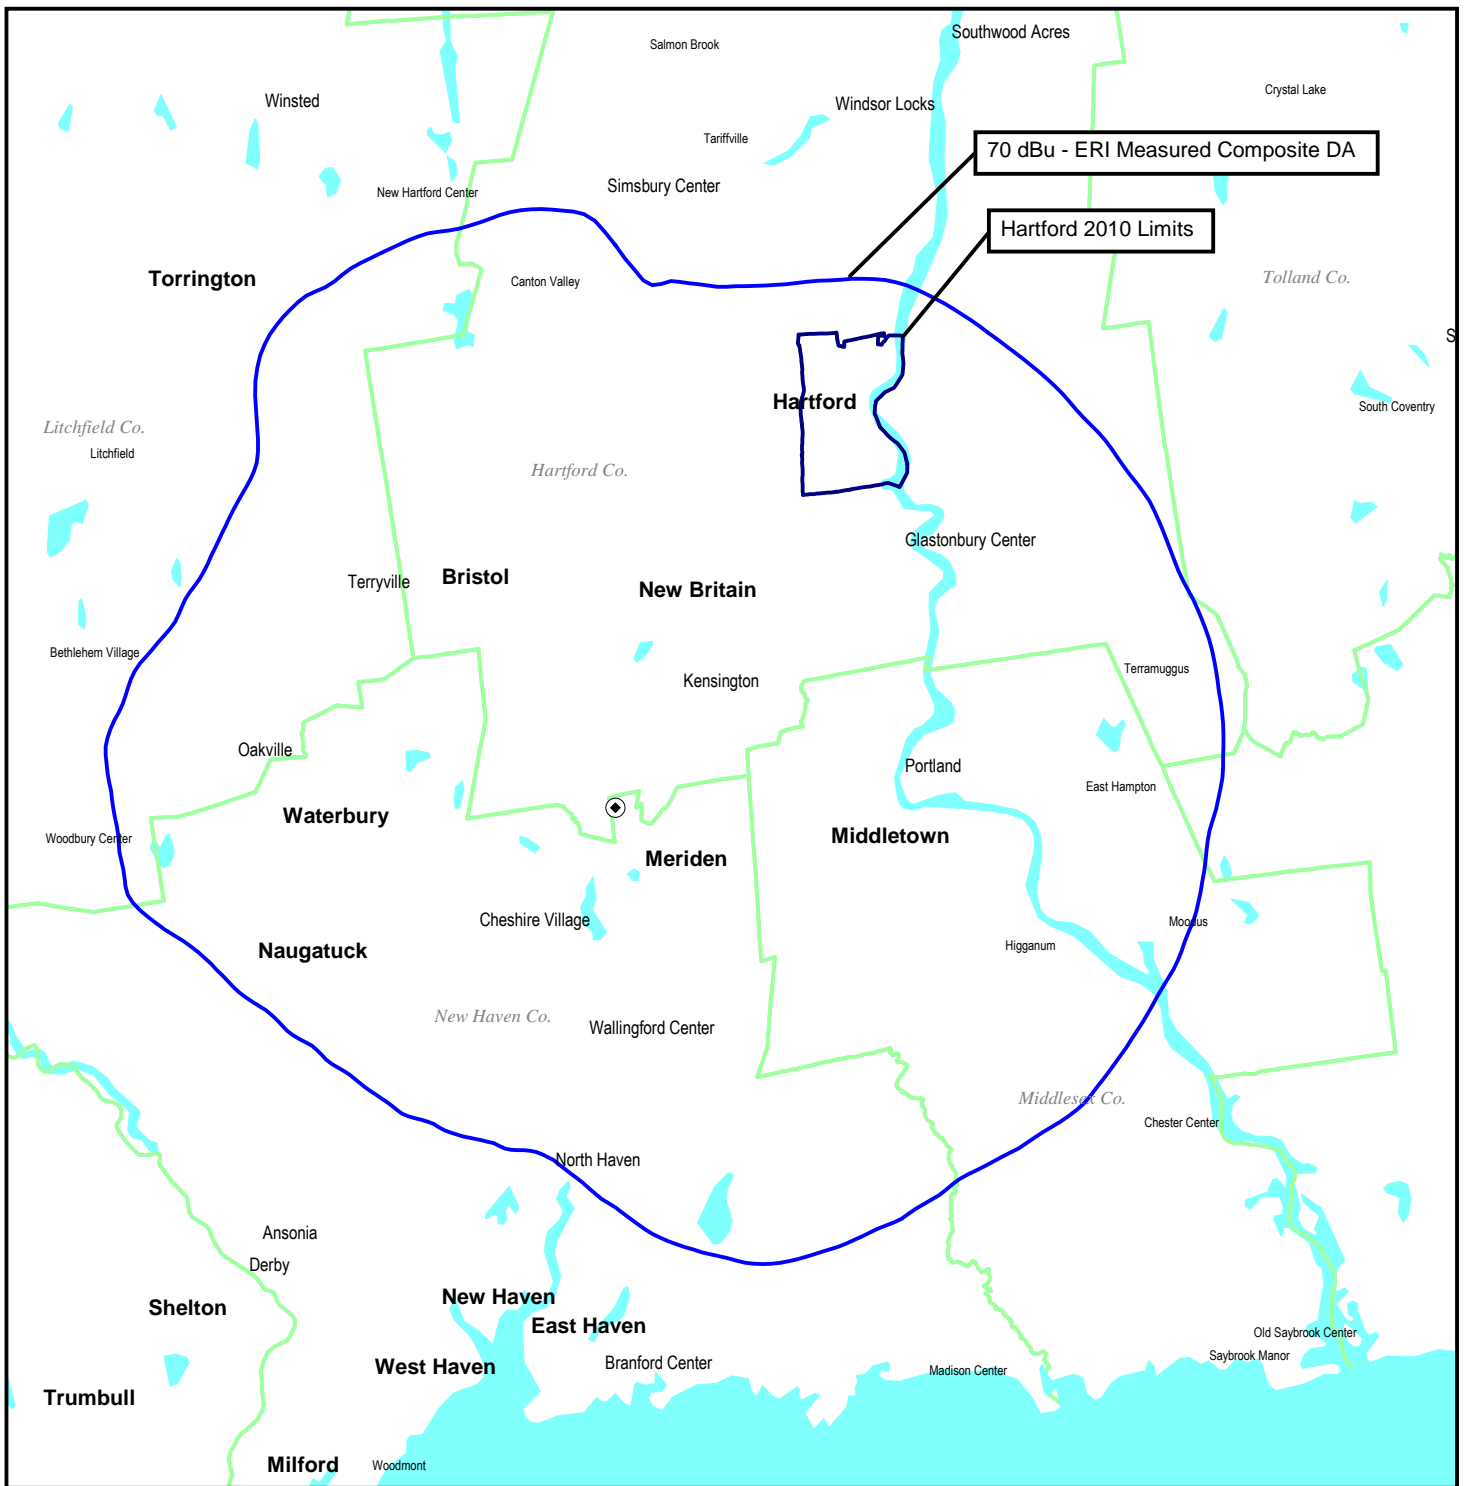 Southwood Acres
Salmon Brook
Crystal Lake
Winsted
Windsor Locks
Tariffville
70 dBu - ERI Measured Composite DA
Simsbury Center
New Hartford Center
Hartford 2010 Limits
Torrington
Canton Valley
Tolland Co.
S
Hartford
South Coventry
Litchfield Co.
Litchfield
Hartford Co.
Glastonbury Center
Terryville
Bristol
New Britain
Bethlehem Village
Terramuggus
Kensington
Oakville
Portland
East Hampton
Waterbury
Woodbury Center
Middletown
Meriden
Cheshire Village
Moodus
Higganum
Naugatuck
New Haven Co.
Wallingford Center
Middlesex Co.
Chester Center
North Haven
Ansonia
Derby
New Haven
Shelton
East Haven
Old Saybrook Center
Saybrook Manor
West Haven
Branford Center
Madison Center
Trumbull
Milford
Woodmont